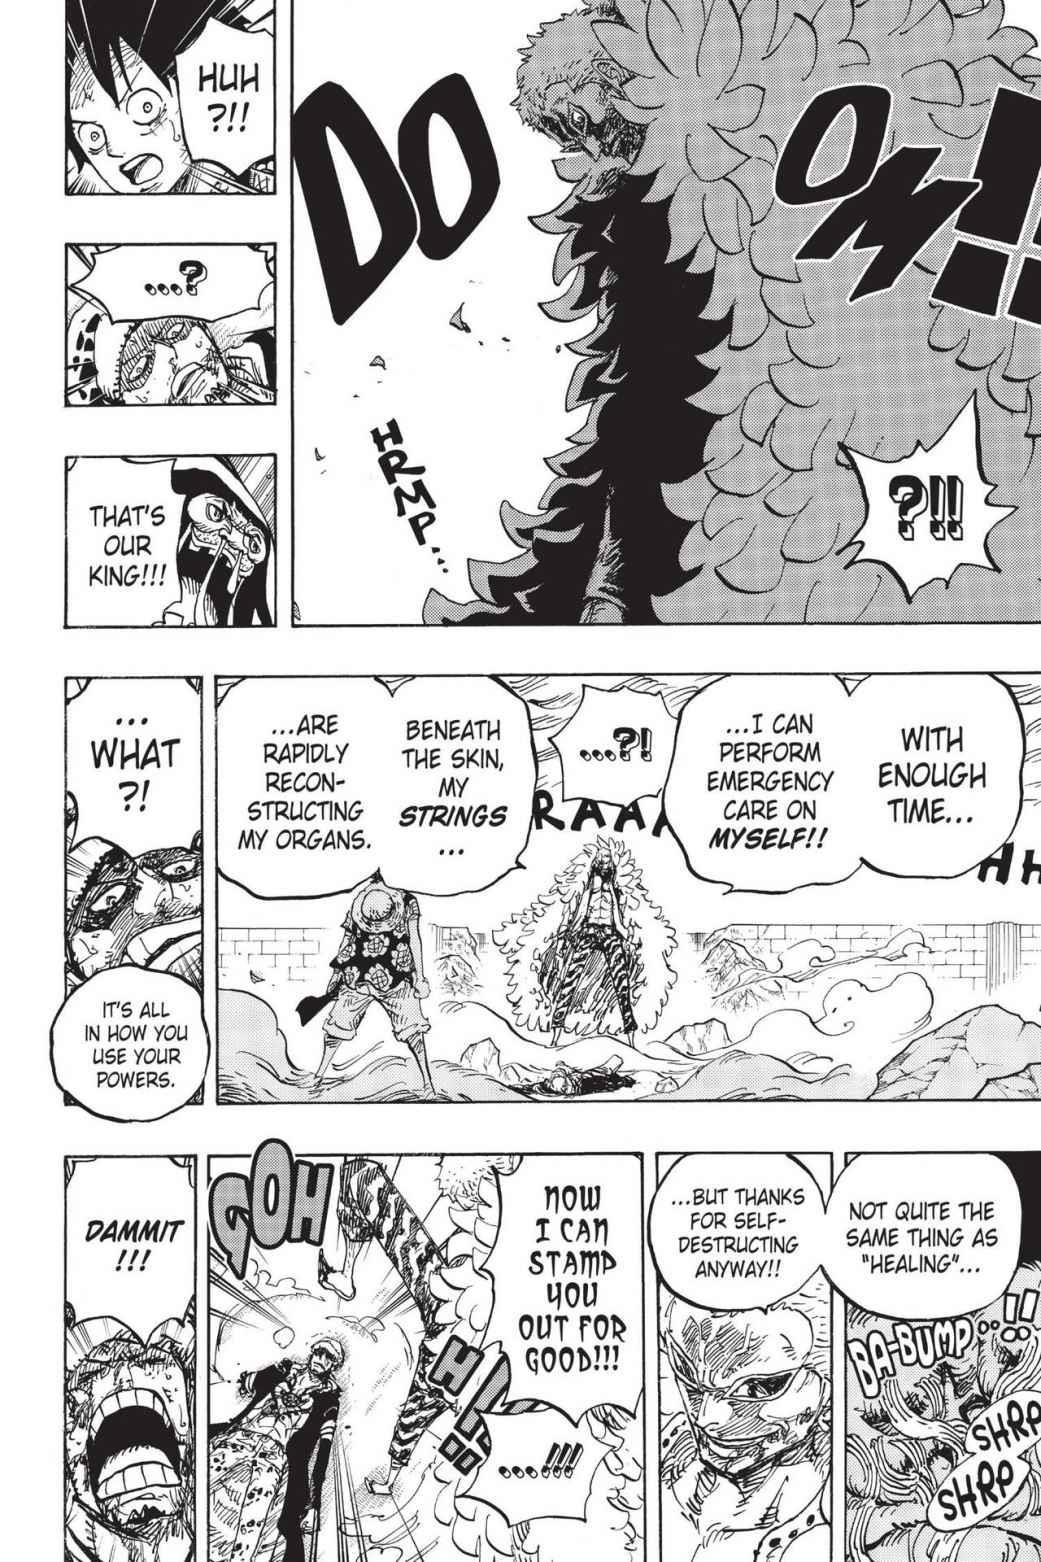 DO
OM!!
?!!
HRMP...
HUH
?!!
...?
THAT'S
OUR
KING!!!
WITH
ENOUGH
TIME...
...I CAN
PERFORM
EMERGENCY
CARE ON
MYSELF!!
...?!
HH
RAAA
BENEATH
THE SKIN,
MY
STRINGS
...
...ARE
RAPIDLY
RECON-
STRUCTING
MY ORGANS.
...
WHAT
?!
IT'S ALL
IN HOW YOU
USE YOUR
POWERS.
NOT QUITE THE
SAME THING AS
"HEALING"...
BA-BUMP
SHRP
SHRP
...BUT THANKS
FOR SELF-
DESTRUCTING
ANYWAY!!
NOW
I CAN
STAMP
YOU
OUT FOR
GOOD!!!
...!!!
GOH
DAMMIT
!!!